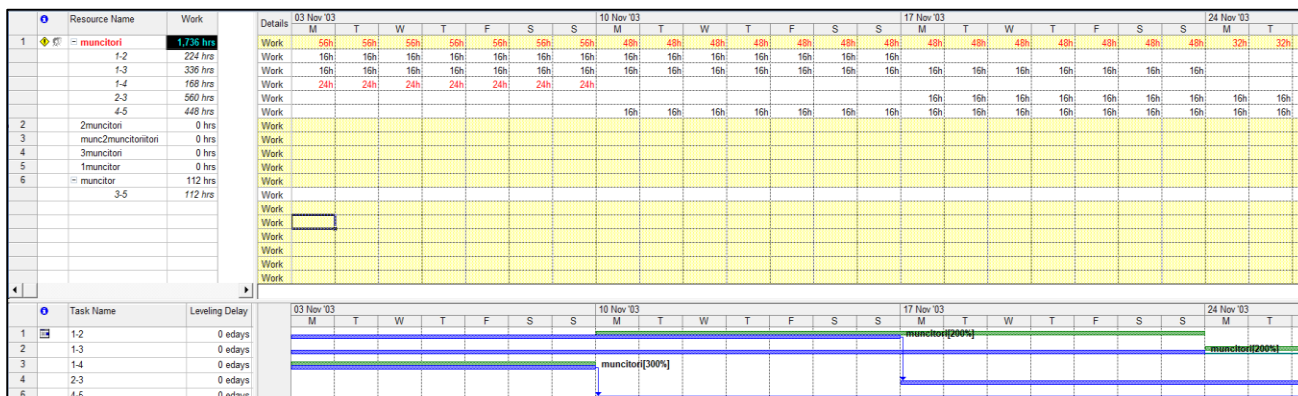 Resource Name Work Details 03 Nov '03 10 Nov '03 17 Nov '03 24 Nov '03
M T W T F S S M T W T F S S M T W T F S S M T
1 muncitori 1,736 hrs Work 56h 56h 56h 56h 56h 56h 56h 48h 48h 48h 48h 48h 48h 48h 48h 48h 48h 48h 48h 48h 48h 32h 32h
1-2 224 hrs Work 16h 16h 16h 16h 16h 16h 16h 16h 16h 16h 16h 16h 16h 16h
1-3 336 hrs Work 16h 16h 16h 16h 16h 16h 16h 16h 16h 16h 16h 16h 16h 16h 16h 16h 16h 16h 16h 16h 16h
1-4 168 hrs Work 24h 24h 24h 24h 24h 24h 24h
2-3 560 hrs Work 16h 16h 16h 16h 16h 16h 16h 16h 16h
4-5 448 hrs Work 16h 16h 16h 16h 16h 16h 16h 16h 16h 16h 16h 16h 16h 16h 16h 16h
2 2muncitori 0 hrs Work
3 munc2muncitoriitori 0 hrs Work
4 3muncitori 0 hrs Work
5 1muncitor 0 hrs Work
6 muncitor 112 hrs Work
3-5 112 hrs Work
Work
Work
Work
Work
Work
Work
Task Name Leveling Delay 03 Nov '03 10 Nov '03 17 Nov '03 24 Nov '03
M T W T F S S M T W T F S S M T W T F S S M T
1 1-2 0 edays muncitori[200%]
2 1-3 0 edays muncitori[200%]
3 1-4 0 edays muncitori[300%]
4 2-3 0 edays
5 4-5 0 edays